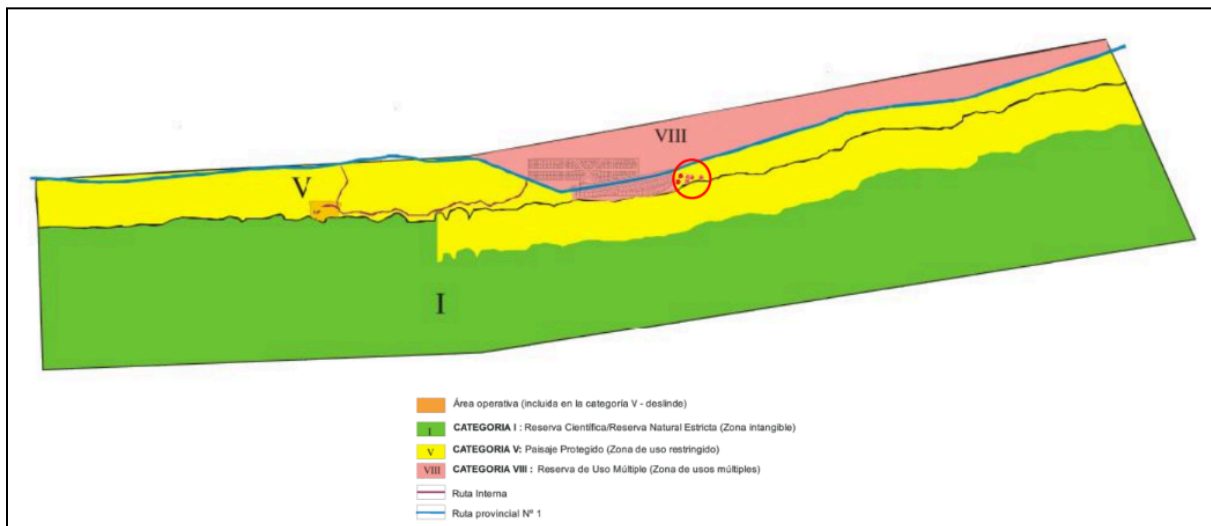 VIII
V
I
Área operativa (incluida en la categoría V - deslinde)
I CATEGORIA I : Reserva Científica/Reserva Natural Estricta (Zona intangible)
V CATEGORIA V: Paisaje Protegido (Zona de uso restringido)
VIII CATEGORIA VIII : Reserva de Uso Múltiple (Zona de usos múltiples)
Ruta Interna
Ruta provincial Nº 1